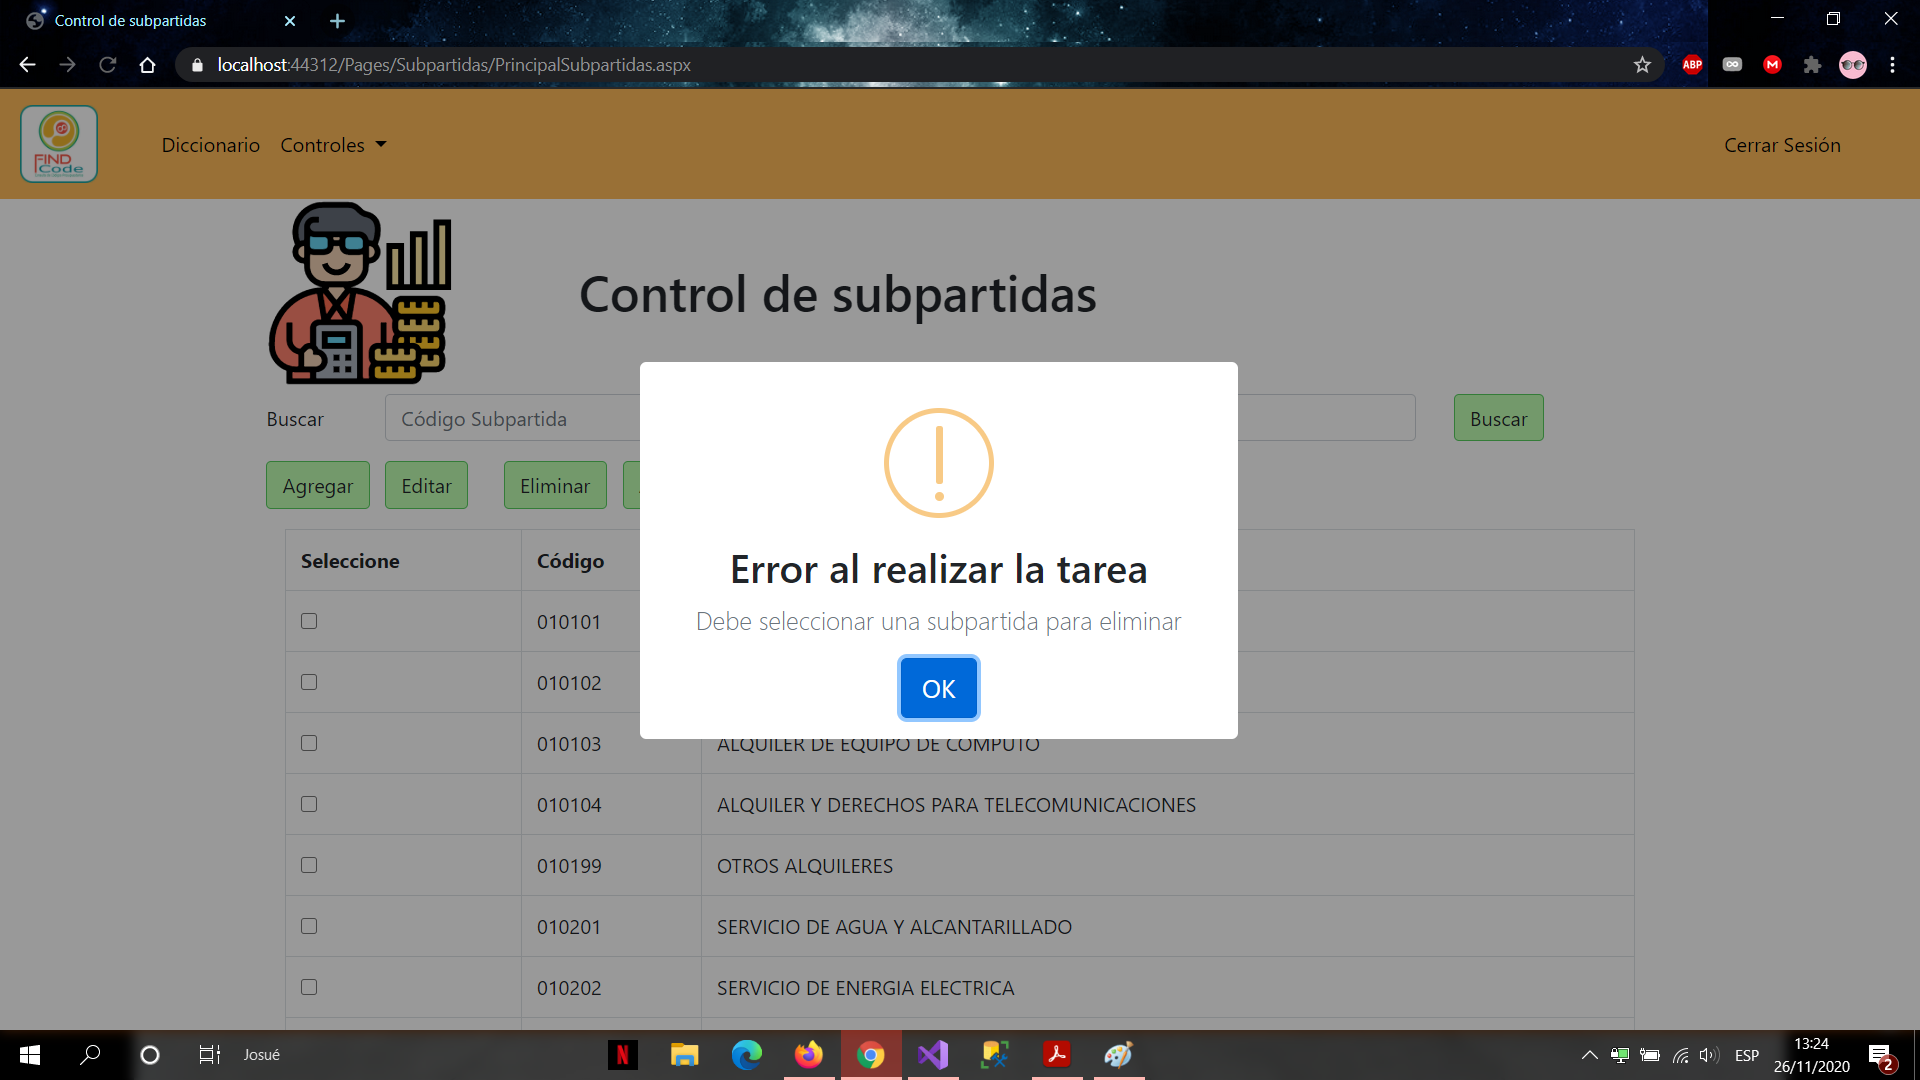 Control de subpartidas
localhost:44312/Pages/Subpartidas/PrincipalSubpartidas.aspx
ABP
FIND Code
Diccionario Controles
Cerrar Sesión
Control de subpartidas
Buscar Código Subpartida Buscar
Agregar Editar Eliminar
Error al realizar la tarea
Debe seleccionar una subpartida para eliminar
OK
Seleccione Código
010101
010102
010103 ALQUILER DE EQUIPO DE COMPUTO
010104 ALQUILER Y DERECHOS PARA TELECOMUNICACIONES
010199 OTROS ALQUILERES
010201 SERVICIO DE AGUA Y ALCANTARILLADO
010202 SERVICIO DE ENERGIA ELECTRICA
Josué
N
ESP
13:24
26/11/2020
2